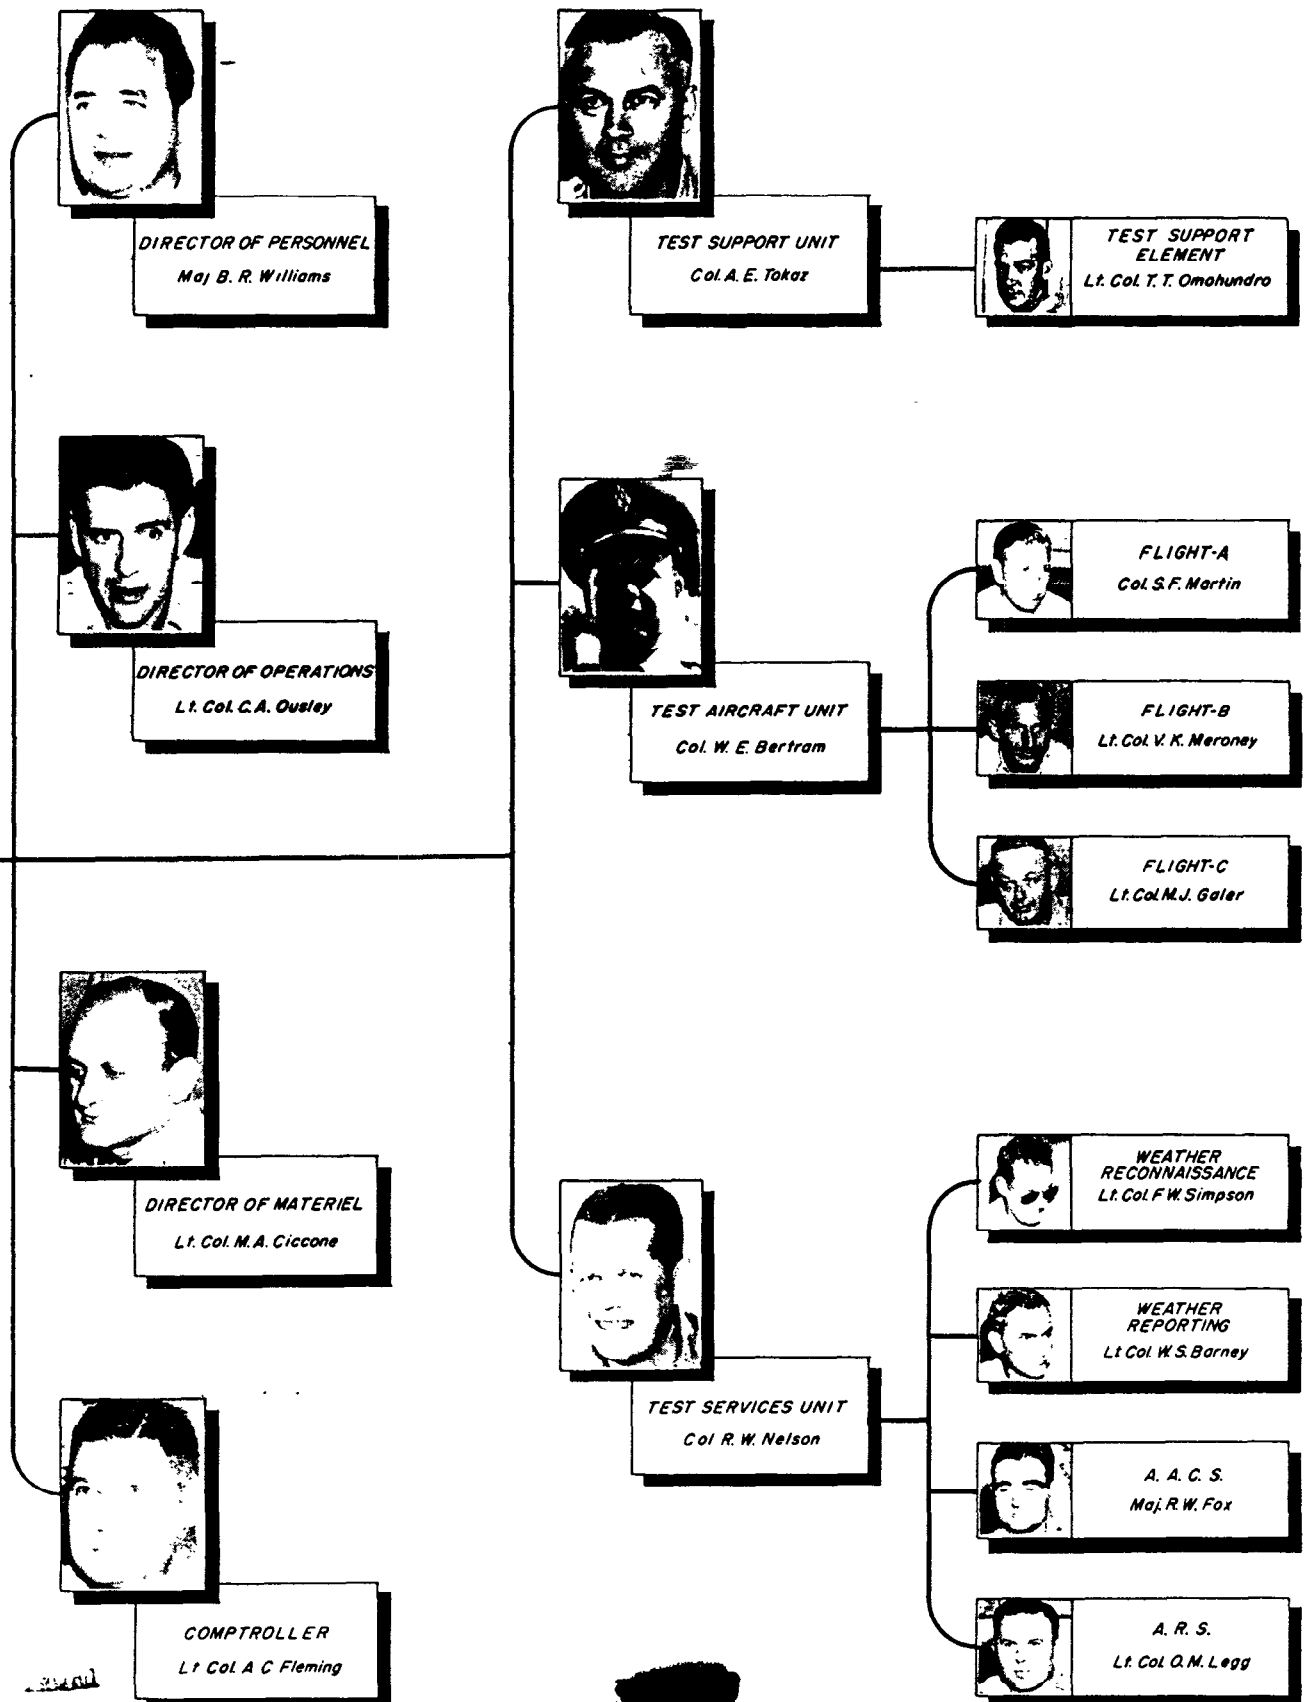 DIRECTOR OF PERSONNEL
Maj B. R. Williams
DIRECTOR OF OPERATIONS
Lt. Col. C.A. Ousley
DIRECTOR OF MATERIEL
Lt. Col. M.A. Ciccone
COMPTROLLER
Lt Col. A C Fleming
TEST SUPPORT UNIT
Col. A. E. Tokaz
TEST AIRCRAFT UNIT
Col. W. E. Bertram
TEST SERVICES UNIT
Col R. W. Nelson
TEST SUPPORT
ELEMENT
Lt. Col. T. T. Omohundro
FLIGHT-A
Col. S.F. Martin
FLIGHT-B
Lt. Col. V. K. Meroney
FLIGHT-C
Lt. Col. M. J. Galer
WEATHER
RECONNAISSANCE
Lt. Col. F W. Simpson
WEATHER
REPORTING
Lt Col. W. S. Barney
A. A. C. S.
Maj. R. W. Fox
A. R. S.
Lt. Col. O. M. Legg